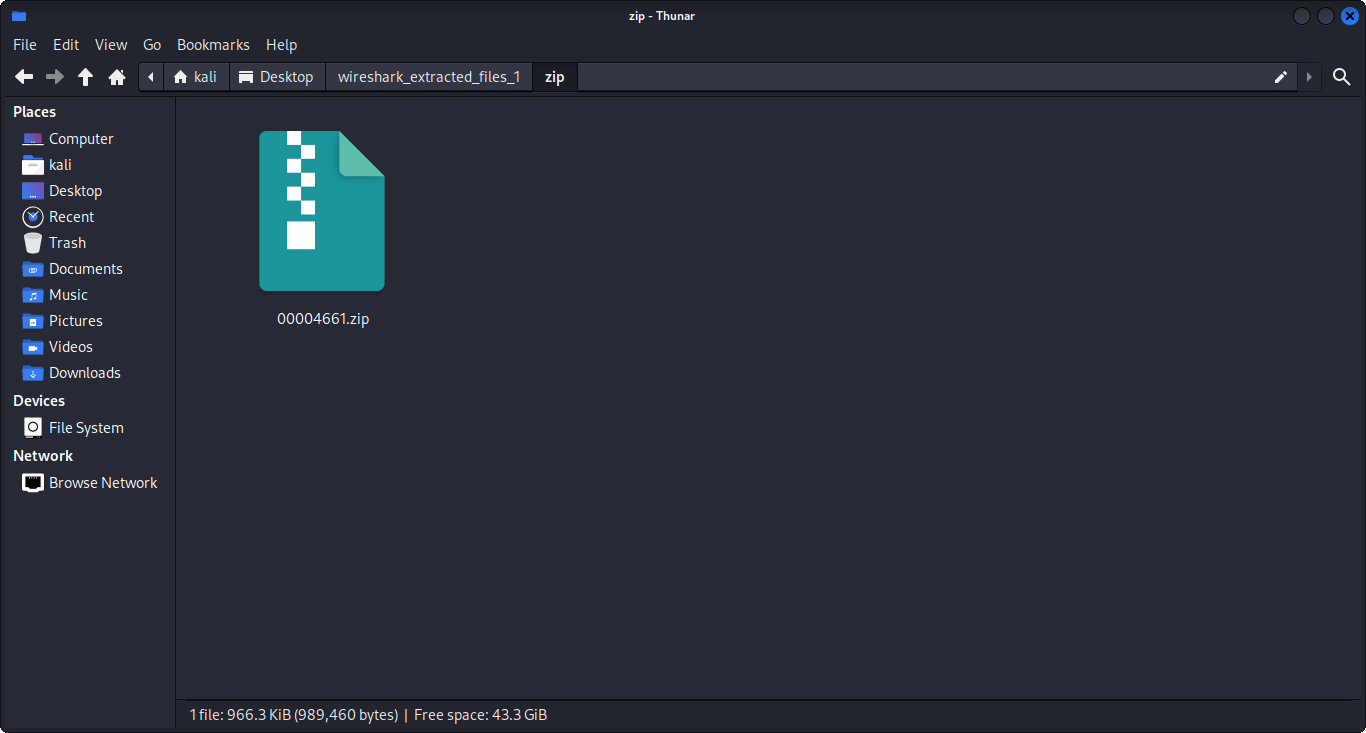 zip - Thunar
File Edit View Go Bookmarks Help
kali Desktop wireshark_extracted_files_1 zip
Places
Computer
kali
Desktop
Recent
Trash
Documents
Music
Pictures
Videos
Downloads
Devices
File System
Network
Browse Network
00004661.zip
1 file: 966.3 KiB (989,460 bytes) | Free space: 43.3 GiB